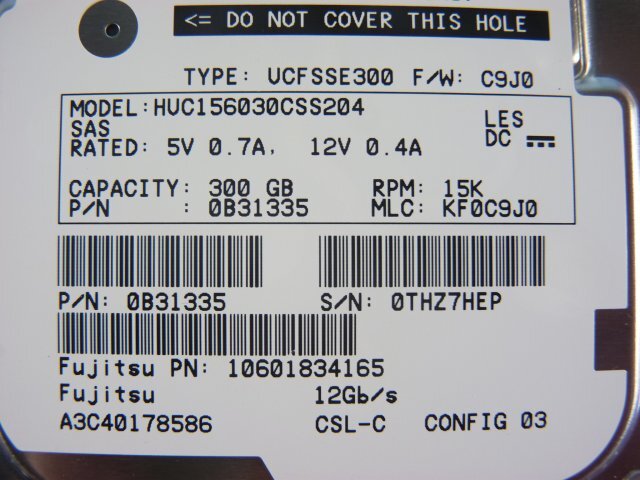 <= DO NOT COVER THIS HOLE
TYPE: UCFSSE300 F/W: C9J0
MODEL:HUC156030CSS204
SAS
LES
RATED: 5V 0.7A, 12V 0.4A
DC
CAPACITY: 300 GB RPM: 15K
P/N : 0B31335 MLC: KF0C9J0
P/N: 0B31335 S/N: 0THZ7HEP
Fujitsu PN: 10601834165
Fujitsu 12Gb/s
A3C40178586 CSL-C CONFIG 03